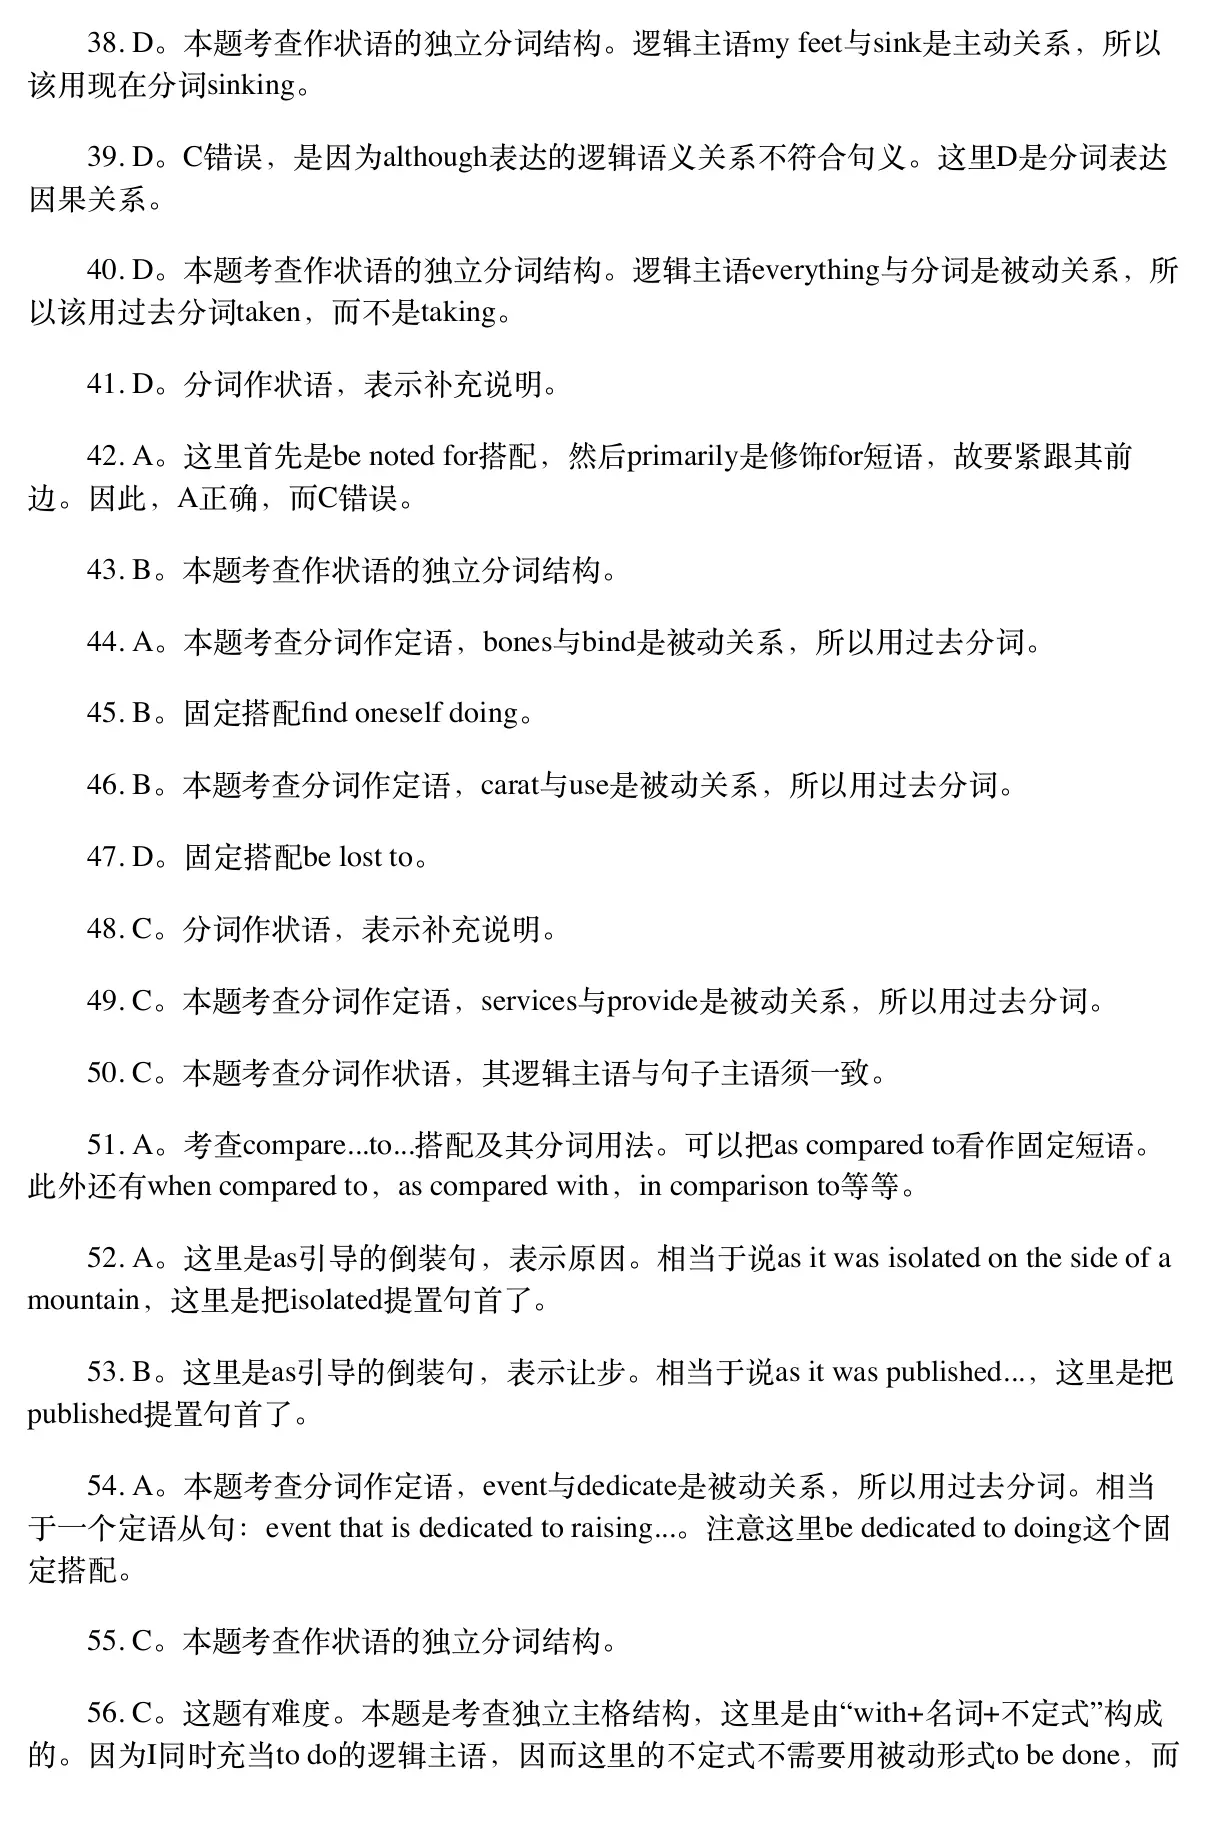 38. D。本题考查作状语的独立分词结构。逻辑主语my feet与sink是主动关系，所以
该用现在分词sinking。
39. D。C错误，是因为although表达的逻辑语义关系不符合句义。这里D是分词表达
因果关系。
40. D。本题考查作状语的独立分词结构。逻辑主语everything与分词是被动关系，所
以该用过去分词taken，而不是taking。
41. D。分词作状语，表示补充说明。
42. A。这里首先是be noted for搭配，然后primarily是修饰for短语，故要紧跟其前
边。因此，A正确，而C错误。
43. B。本题考查作状语的独立分词结构。
44. A。本题考查分词作定语，bones与bind是被动关系，所以用过去分词。
45. B。固定搭配find oneself doing。
46. B。本题考查分词作定语，carat与use是被动关系，所以用过去分词。
47. D。固定搭配be lost to。
48. C。分词作状语，表示补充说明。
49. C。本题考查分词作定语，services与provide是被动关系，所以用过去分词。
50. C。本题考查分词作状语，其逻辑主语与句子主语须一致。
51. A。考查compare...to...搭配及其分词用法。可以把as compared to看作固定短语。
此外还有when compared to，as compared with，in comparison to等等。
52. A。这里是as引导的倒装句，表示原因。相当于说as it was isolated on the side of a
mountain，这里是把isolated提置句首了。
53. B。这里是as引导的倒装句，表示让步。相当于说as it was published...，这里是把
published提置句首了。
54. A。本题考查分词作定语，event与dedicate是被动关系，所以用过去分词。相当
于一个定语从句：event that is dedicated to raising...。注意这里be dedicated to doing这个固
定搭配。
55. C。本题考查作状语的独立分词结构。
56. C。这题有难度。本题是考查独立主格结构，这里是由“with+名词+不定式”构成
的。因为I同时充当to do的逻辑主语，因而这里的不定式不需要用被动形式to be done，而